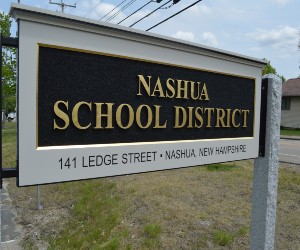 NASHUA
SCHOOL DISTRICT
141 LEDGE STREET • NASHUA, NEW HAMPSHIRE